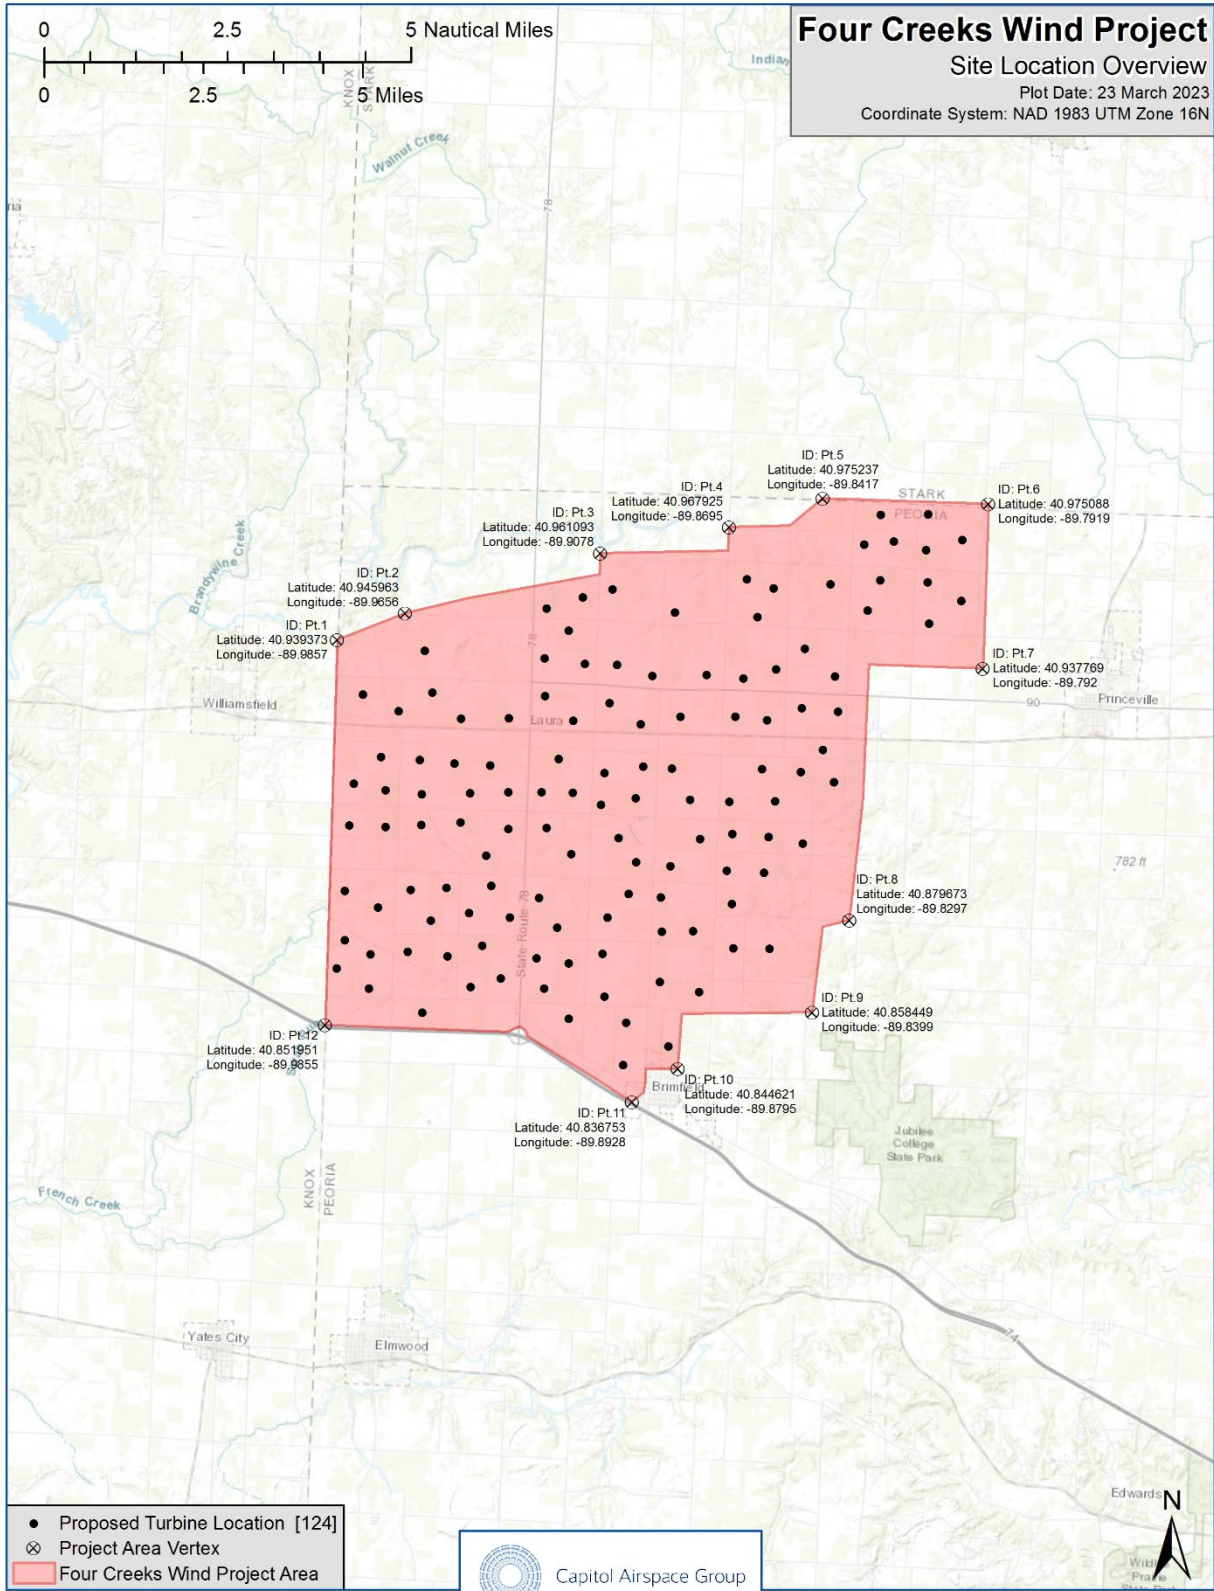 0 2.5 5 Nautical Miles
0 2.5 5 Miles
Four Creeks Wind Project
Site Location Overview
Plot Date: 23 March 2023
Coordinate System: NAD 1983 UTM Zone 16N
KNOX
STARK
Walnut Creek
78
ria
ID: Pt.5
Latitude: 40.975237
Longitude: -89.8417
ID: Pt.4
Latitude: 40.967925
Longitude: -89.8695
STARK
PEORIA
ID: Pt.6
Latitude: 40.975088
Longitude: -89.7919
ID: Pt.3
Latitude: 40.961093
Longitude: -89.9078
Brandywine Creek
ID: Pt.2
Latitude: 40.945963
Longitude: -89.9656
ID: Pt.1
Latitude: 40.939373
Longitude: -89.9857
78
ID: Pt.7
Latitude: 40.937769
Longitude: -89.792
Williamsfield
Laura
90
Princeville
782 ft
ID: Pt.8
Latitude: 40.879673
Longitude: -89.8297
State Route 78
ID: Pt.9
Latitude: 40.858449
Longitude: -89.8399
ID: Pt.12
Latitude: 40.851951
Longitude: -89.9855
ID: Pt.10
Latitude: 40.844621
Longitude: -89.8795
Brimfield
ID: Pt.11
Latitude: 40.836753
Longitude: -89.8928
Jubilee
College
State Park
KNOX
PEORIA
French Creek
Yates City
Elmwood
74
Edwards
N
Proposed Turbine Location [124]
Project Area Vertex
Four Creeks Wind Project Area
Capitol Airspace Group